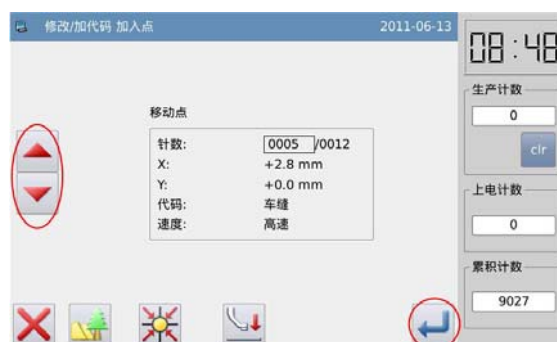 修改/加代码 加入点 2011-06-13
08:48
生产计数
0
clr
移动点
针数: 0005 /0012
X: +2.8 mm
Y: +0.0 mm
代码: 车缝
速度: 高速
上电计数
0
累积计数
9027